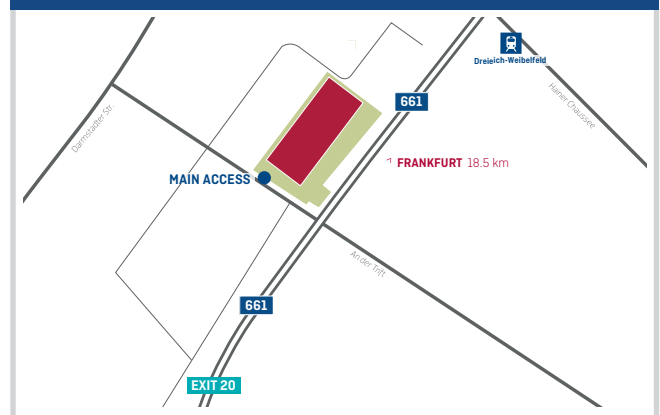 Dreieich-Weibelfeld
661
Hainer Chaussee
Darmstädter Str.
FRANKFURT 18.5 km
MAIN ACCESS
An der Trift
661
EXIT 20